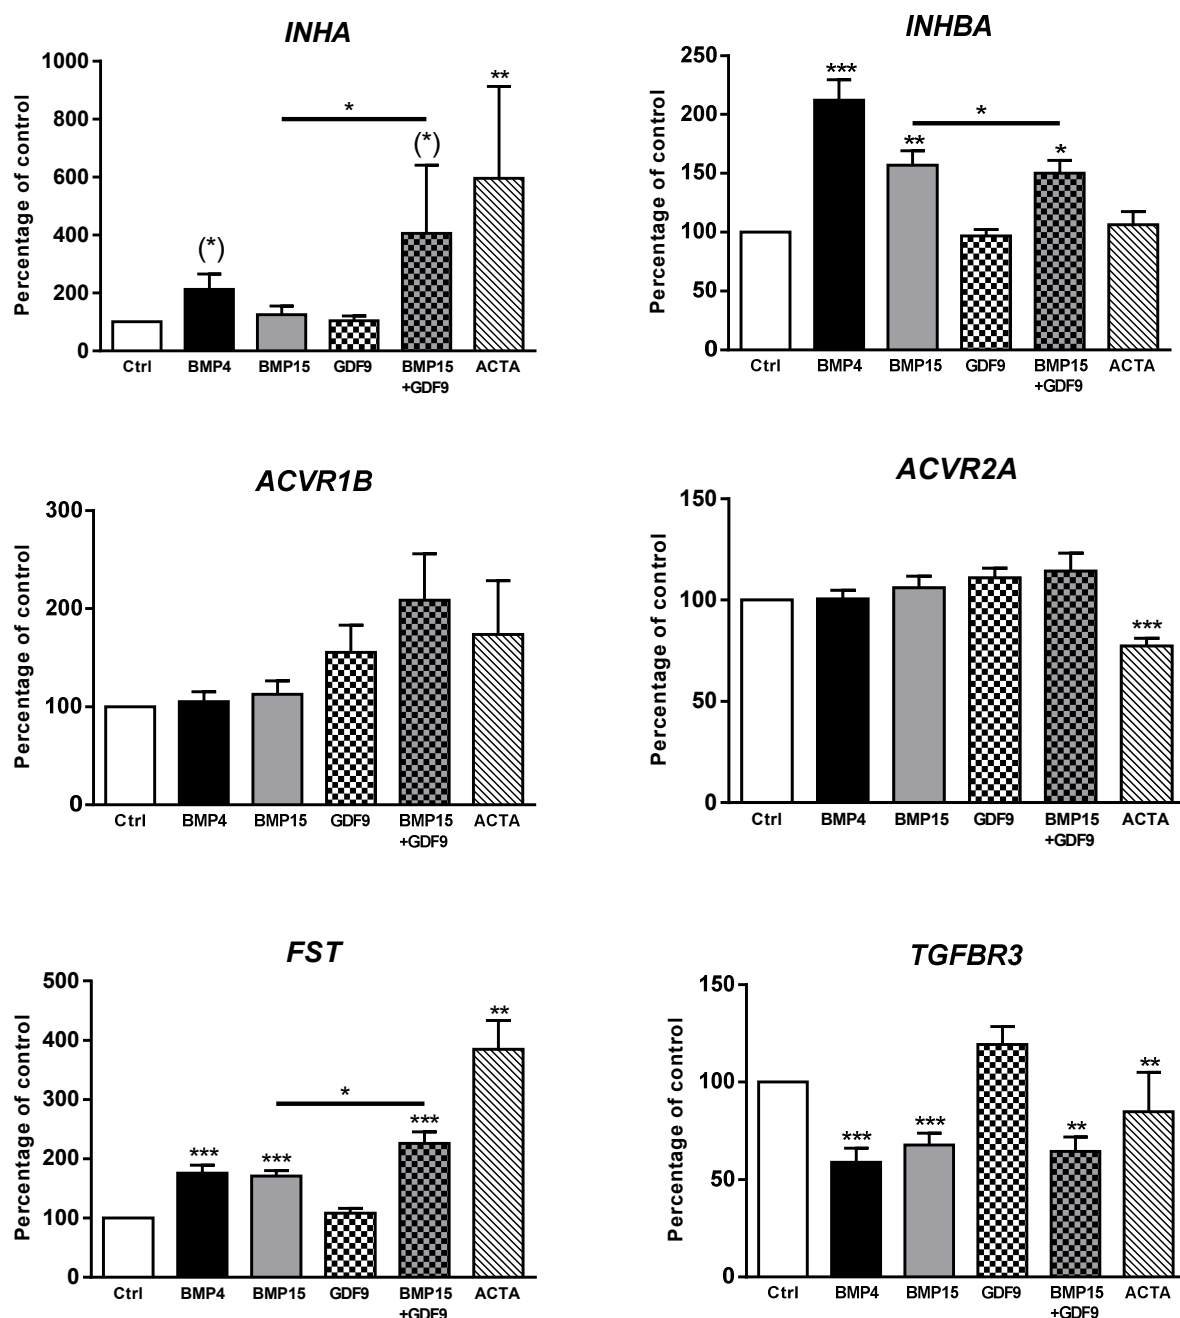 INHA
1000
800
600
400
200
0
Percentage of control
(*)
*
(*)
**
Ctrl BMP4 BMP15 GDF9 BMP15 ACTA
+GDF9
INHBA
250
200
150
100
50
0
Percentage of control
***
**
*
*
Ctrl BMP4 BMP15 GDF9 BMP15 ACTA
+GDF9
ACVR1B
300
200
100
0
Percentage of control
Ctrl BMP4 BMP15 GDF9 BMP15 ACTA
+GDF9
ACVR2A
150
100
50
0
Percentage of control
***
Ctrl BMP4 BMP15 GDF9 BMP15 ACTA
+GDF9
FST
500
400
300
200
100
0
Percentage of control
***
***
*
***
**
Ctrl BMP4 BMP15 GDF9 BMP15 ACTA
+GDF9
TGFBR3
150
100
50
0
Percentage of control
***
***
**
**
Ctrl BMP4 BMP15 GDF9 BMP15 ACTA
+GDF9